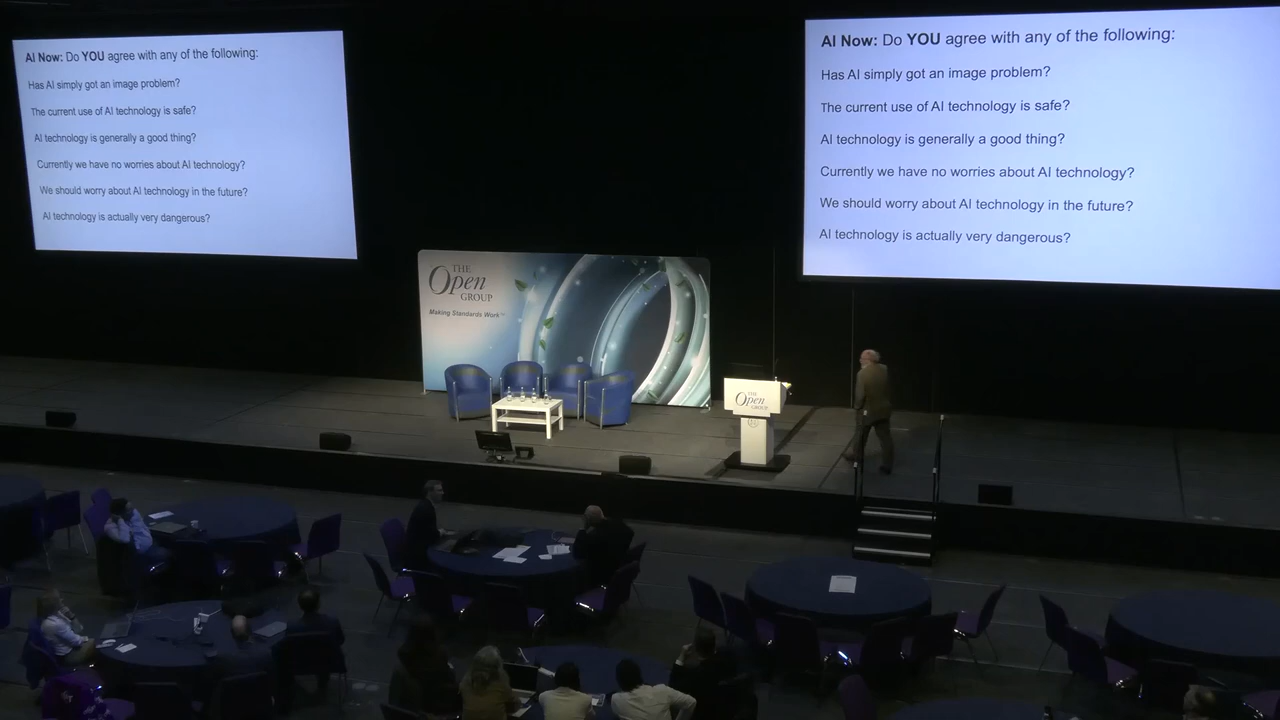 AI Now: Do YOU agree with any of the following:
Has AI simply got an image problem?
The current use of AI technology is safe?
AI technology is generally a good thing?
Currently we have no worries about AI technology?
We should worry about AI technology in the future?
AI technology is actually very dangerous?
AI Now: Do YOU agree with any of the following:
Has AI simply got an image problem?
The current use of AI technology is safe?
AI technology is generally a good thing?
Currently we have no worries about AI technology?
We should worry about AI technology in the future?
AI technology is actually very dangerous?
THE
Open
GROUP
Making Standards Work™
THE
Open
GROUP